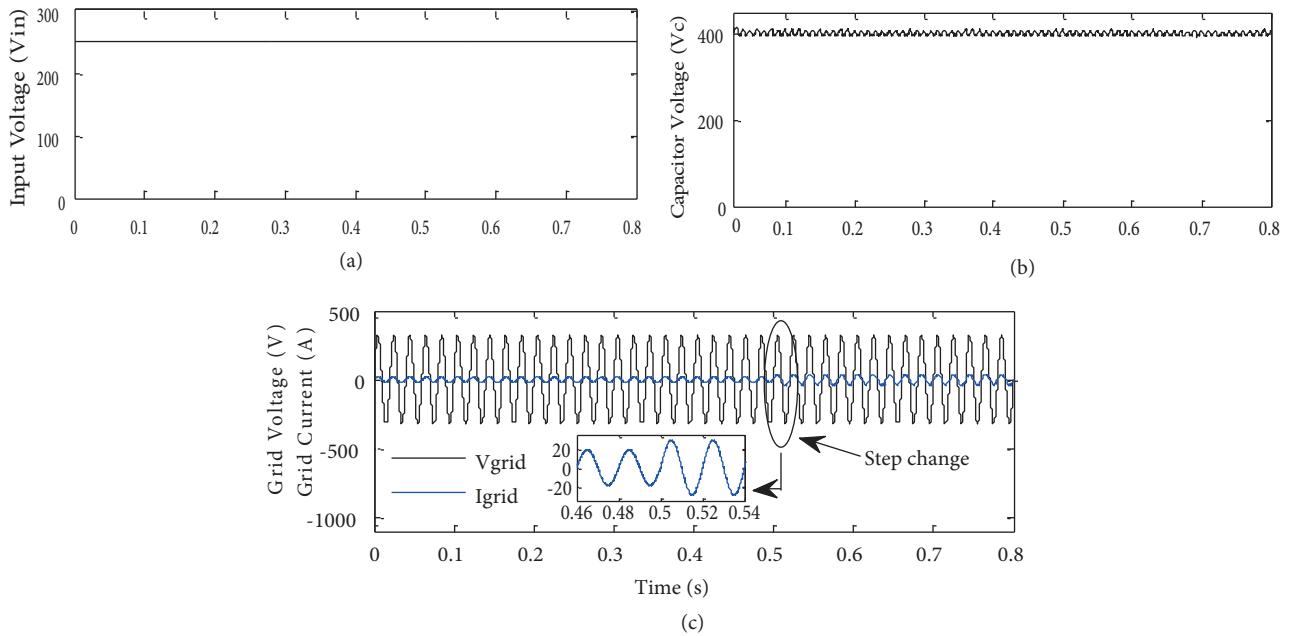 Input Voltage (Vin)
300
200
100
0
0 0.1 0.2 0.3 0.4 0.5 0.6 0.7 0.8
(a)
Capacitor Voltage (Vc)
400
200
0
0 0.1 0.2 0.3 0.4 0.5 0.6 0.7 0.8
(b)
Grid Voltage (V)
Grid Current (A)
500
0
-500
-1000
Vgrid
Igrid
20
0
-20
0.46 0.48 0.5 0.52 0.54
Step change
0 0.1 0.2 0.3 0.4 0.5 0.6 0.7 0.8
Time (s)
(c)